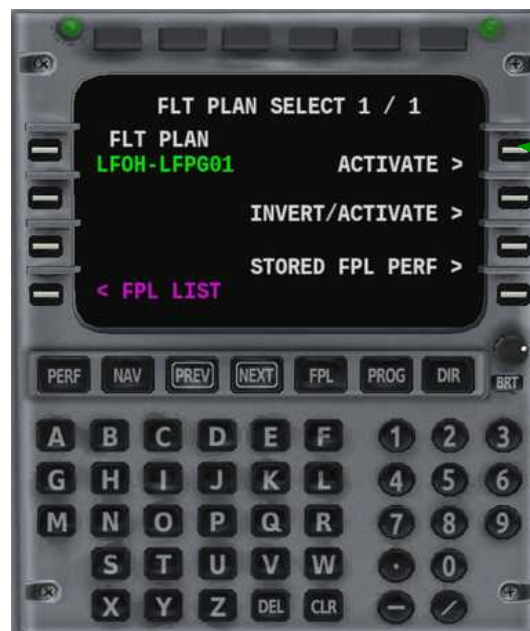 FLT PLAN SELECT 1 / 1
FLT PLAN
LFOH-LFPG01
ACTIVATE >
INVERT/ACTIVATE >
STORED FPL PERF >
< FPL LIST
PERF NAV PREV NEXT FPL PROG DIR BRT
A B C D E F 1 2 3
G H I J K L 4 5 6
M N O P Q R 7 8 9
S T U V W . 0
X Y Z DEL CLR - /